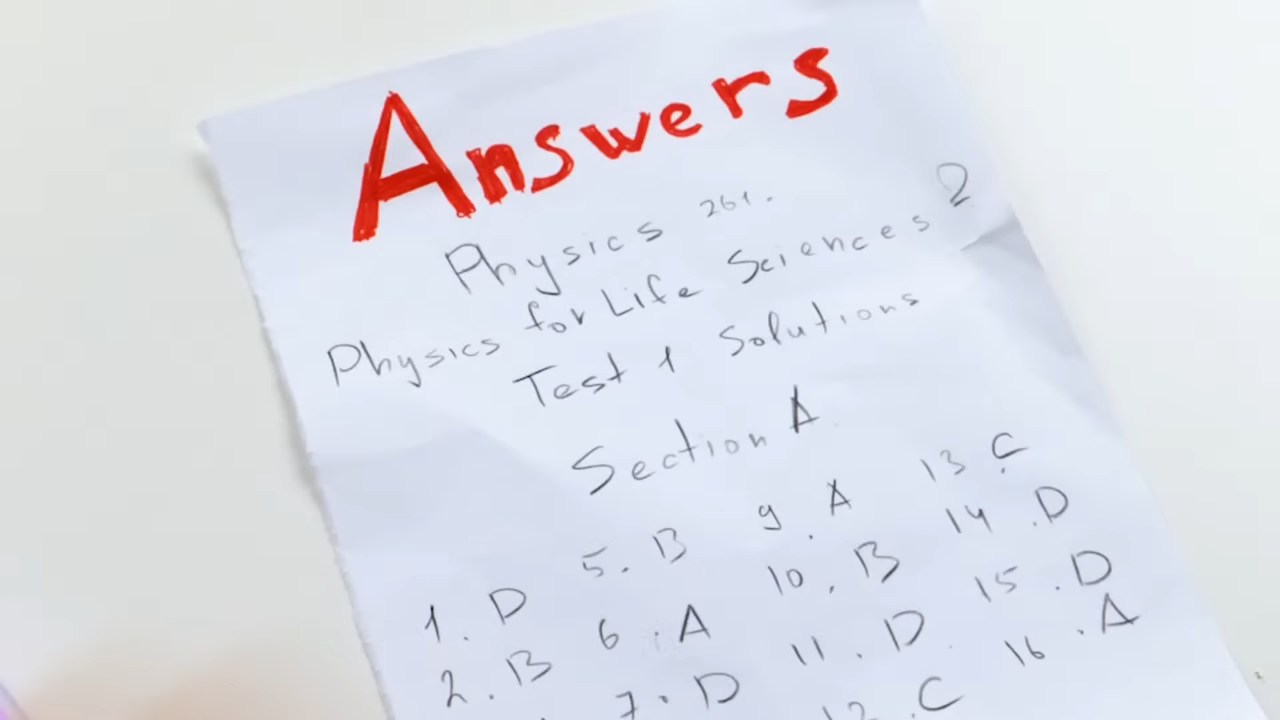 Answers
Physics 261.
Physics for Life Sciences 2
Test 1 Solutions
Section A
1. D 5. B 9. A 13 C
2. B 6. A 10. B 14. D
7. D 11. D 15. D
12. C 16. A